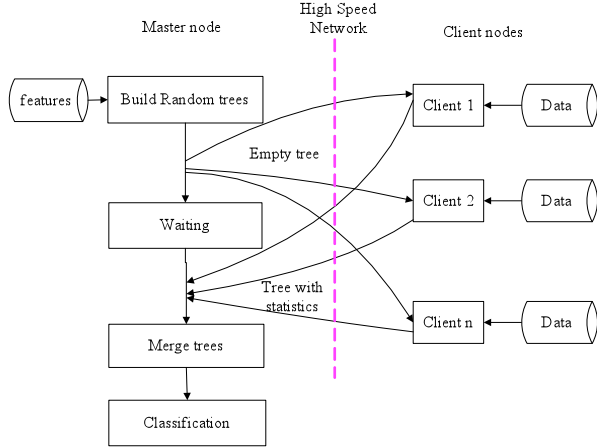 High Speed
Network
Master node
Client nodes
features
Build Random trees
Client 1
Data
Empty tree
Client 2
Data
Waiting
Tree with
statistics
Client n
Data
Merge trees
Classification